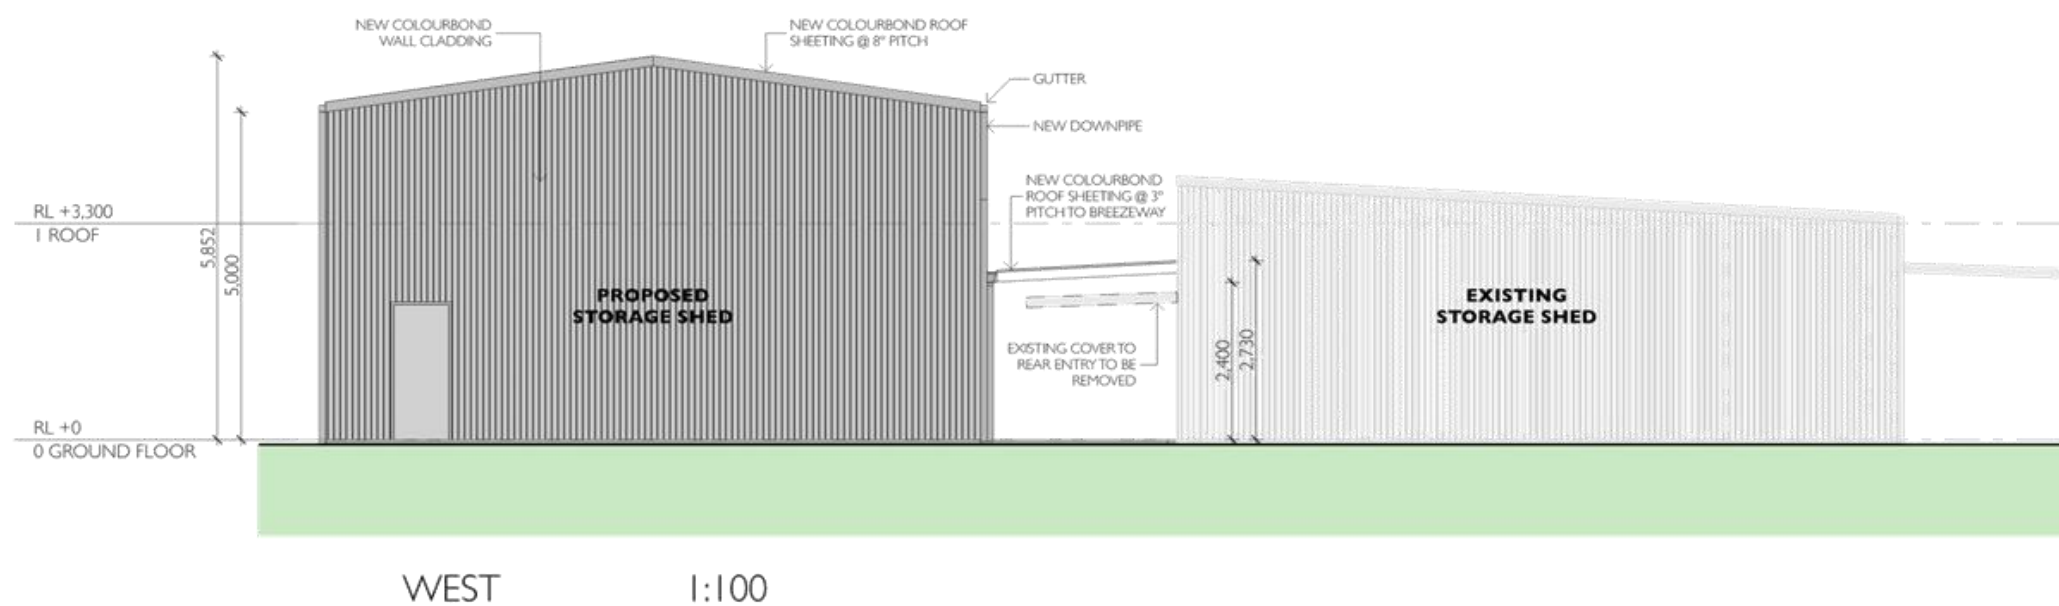 NEW COLOURBOND
WALL CLADDING
NEW COLOURBOND ROOF
SHEETING @ 8° PITCH
GUTTER
NEW DOWNPIPE
NEW COLOURBOND
ROOF SHEETING @ 3°
PITCH TO BREEZEWAY
RL +3,300
1 ROOF
5,852
5,000
PROPOSED
STORAGE SHED
EXISTING
STORAGE SHED
EXISTING COVER TO
REAR ENTRY TO BE
REMOVED
2,400
2,730
RL +0
0 GROUND FLOOR
WEST 1:100